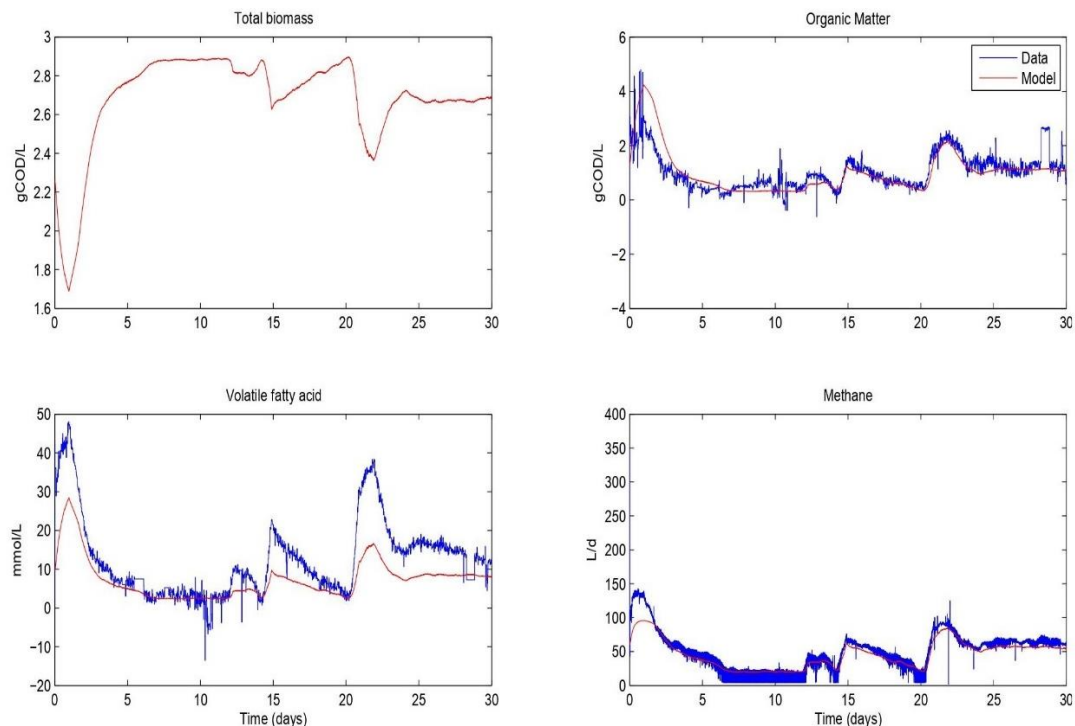 Total biomass
3
2.8
2.6
2.4
2.2
2
1.8
1.6
gCOD/L
0 5 10 15 20 25 30
Organic Matter
6
4
2
0
−2
−4
gCOD/L
Data
Model
0 5 10 15 20 25 30
Volatile fatty acid
50
40
30
20
10
0
−10
−20
mmol/L
0 5 10 15 20 25 30
Time (days)
Methane
400
350
300
250
200
150
100
50
0
L/d
0 5 10 15 20 25 30
Time (days)